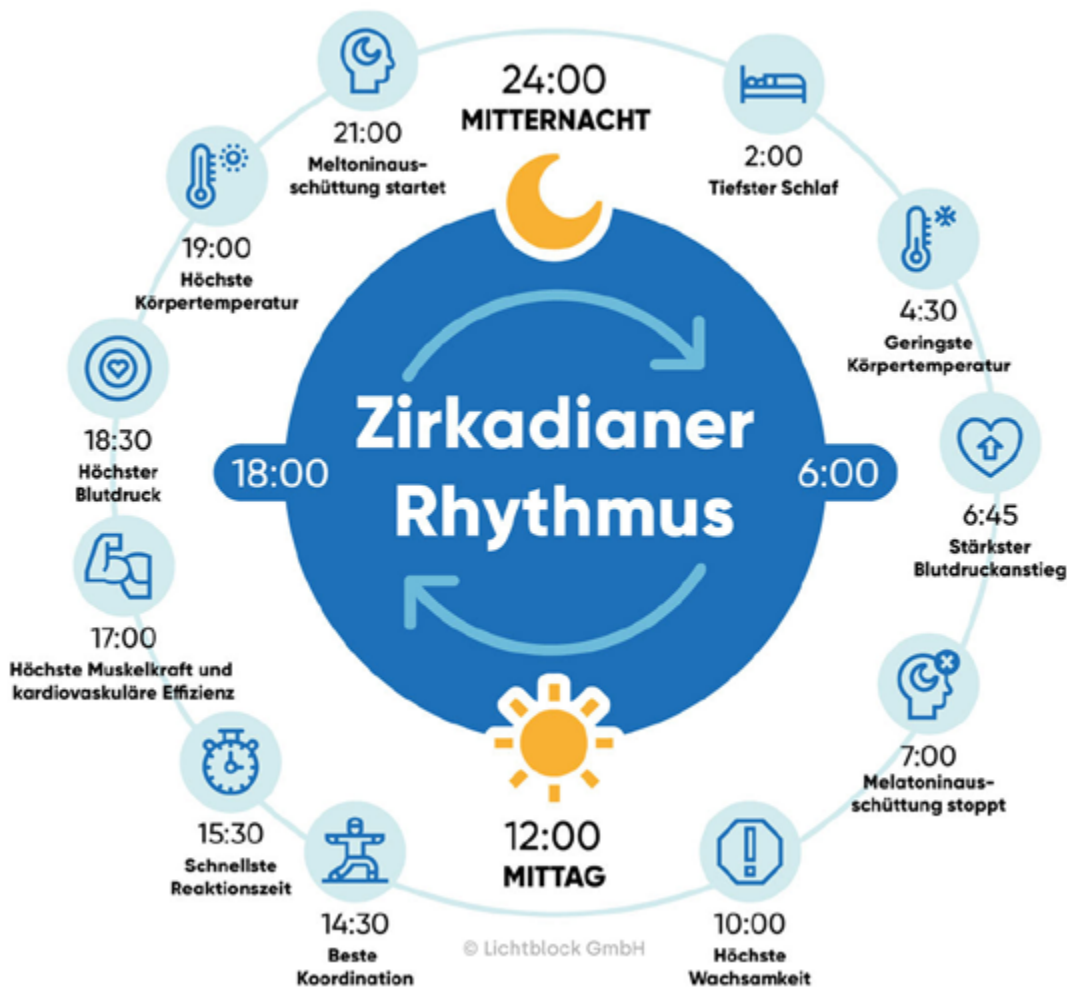 24:00
MITTERNACHT
2:00
Tiefster Schlaf
4:30
Geringste
Körpertemperatur
6:00
6:45
Stärkster
Blutdruckanstieg
7:00
Melatoninaus-
schüttung stoppt
10:00
Höchste
Wachsamkeit
12:00
MITTAG
14:30
Beste
Koordination
15:30
Schnellste
Reaktionszeit
17:00
Höchste Muskelkraft und
kardiovaskuläre Effizienz
18:00
18:30
Höchster
Blutdruck
19:00
Höchste
Körpertemperatur
21:00
Meltoninaus-
schüttung startet
Zirkadianer
Rhythmus
© Lichtblock GmbH